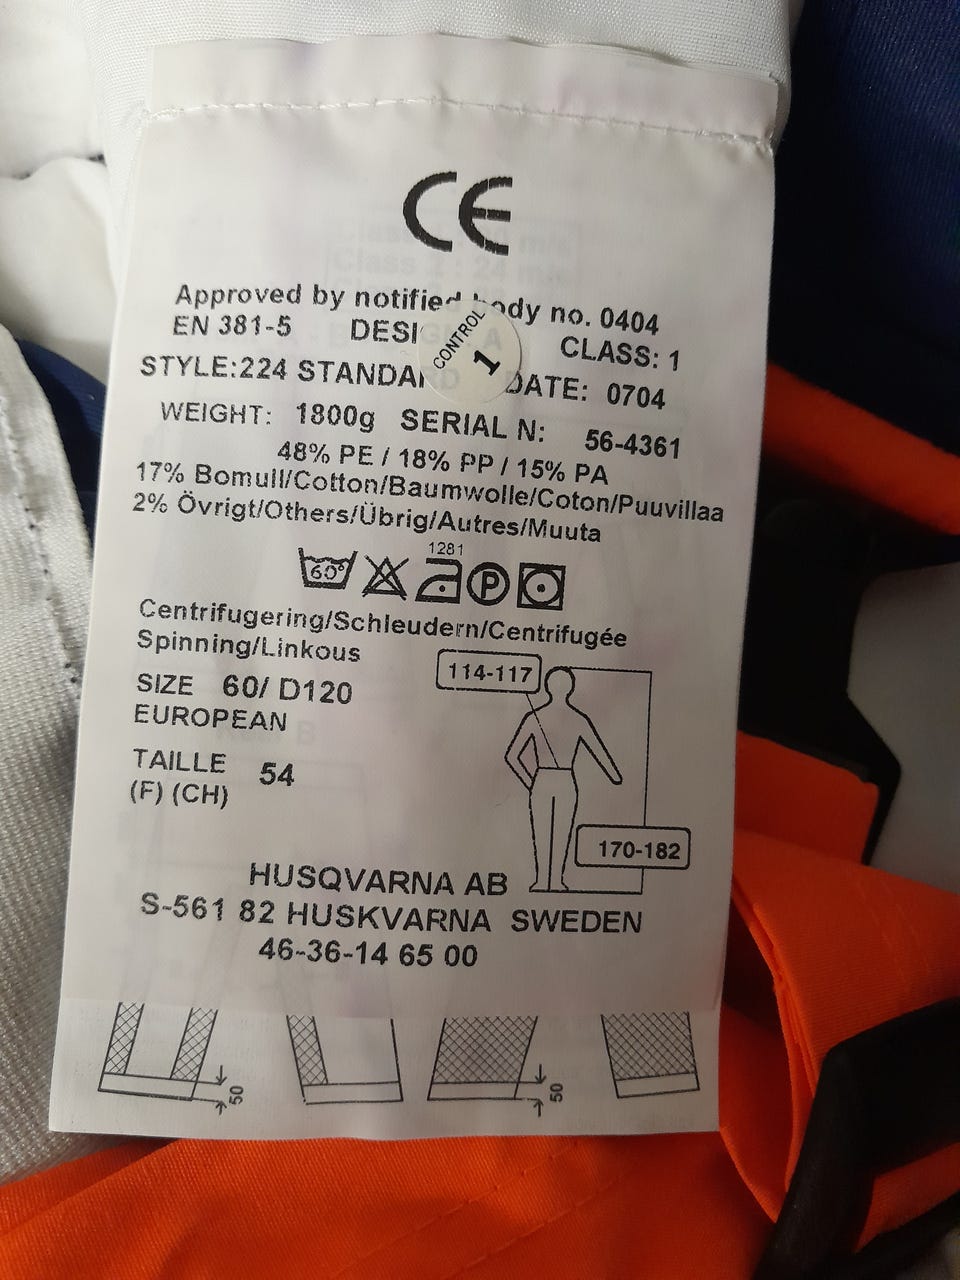 CE
Approved by notified body no. 0404
EN 381-5 DESIGN A CLASS: 1
CONTROL 1
STYLE:224 STANDARD DATE: 0704
WEIGHT: 1800g SERIAL N: 56-4361
48% PE / 18% PP / 15% PA
17% Bomull/Cotton/Baumwolle/Coton/Puuvillaa
2% Övrigt/Others/Übrig/Autres/Muuta
1281
60° P
Centrifugering/Schleudern/Centrifugée
Spinning/Linkous
114-117
SIZE 60/ D120
EUROPEAN
TAILLE 54
(F) (CH)
170-182
HUSQVARNA AB
S-561 82 HUSKVARNA SWEDEN
46-36-14 65 00
50 50